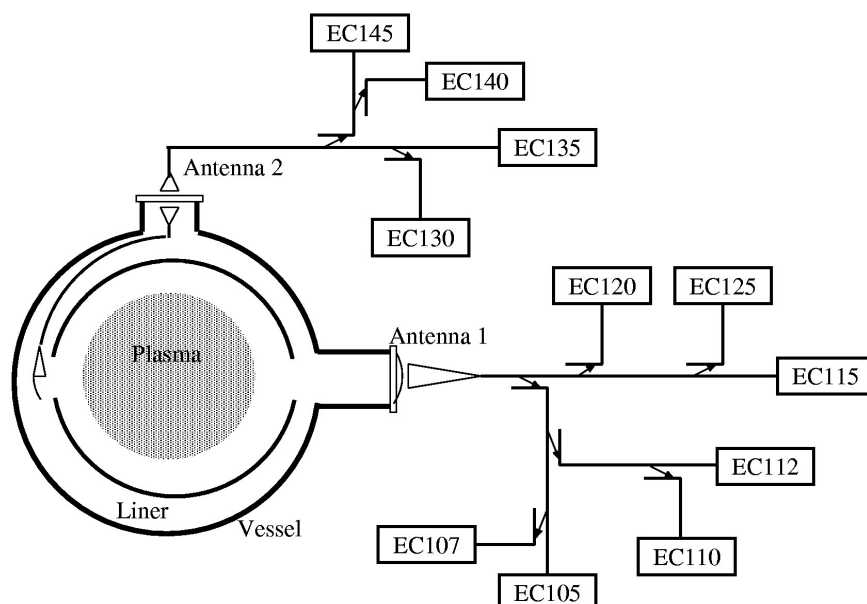 EC145
EC140
EC135
Antenna 2
EC130
EC120
EC125
Antenna 1
Plasma
EC115
EC112
Liner
Vessel
EC107
EC110
EC105